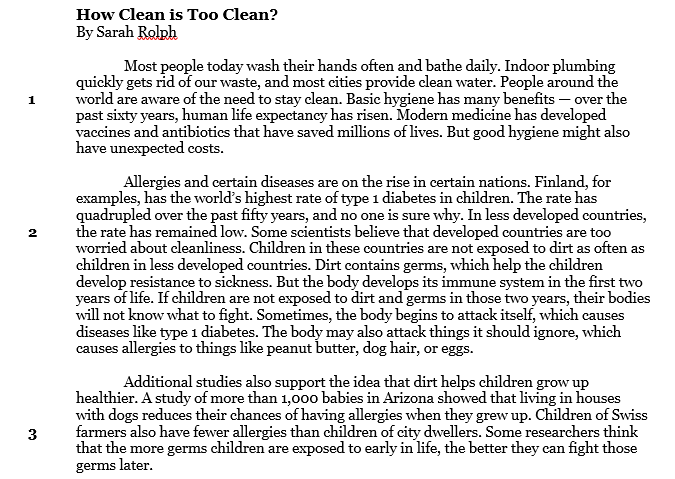 How Clean is Too Clean?
By Sarah Rolph
Most people today wash their hands often and bathe daily. Indoor plumbing
quickly gets rid of our waste, and most cities provide clean water. People around the
1 world are aware of the need to stay clean. Basic hygiene has many benefits — over the
past sixty years, human life expectancy has risen. Modern medicine has developed
vaccines and antibiotics that have saved millions of lives. But good hygiene might also
have unexpected costs.
Allergies and certain diseases are on the rise in certain nations. Finland, for
examples, has the world's highest rate of type 1 diabetes in children. The rate has
quadrupled over the past fifty years, and no one is sure why. In less developed countries,
2 the rate has remained low. Some scientists believe that developed countries are too
worried about cleanliness. Children in these countries are not exposed to dirt as often as
children in less developed countries. Dirt contains germs, which help the children
develop resistance to sickness. But the body develops its immune system in the first two
years of life. If children are not exposed to dirt and germs in those two years, their bodies
will not know what to fight. Sometimes, the body begins to attack itself, which causes
diseases like type 1 diabetes. The body may also attack things it should ignore, which
causes allergies to things like peanut butter, dog hair, or eggs.
Additional studies also support the idea that dirt helps children grow up
healthier. A study of more than 1,000 babies in Arizona showed that living in houses
with dogs reduces their chances of having allergies when they grew up. Children of Swiss
3 farmers also have fewer allergies than children of city dwellers. Some researchers think
that the more germs children are exposed to early in life, the better they can fight those
germs later.